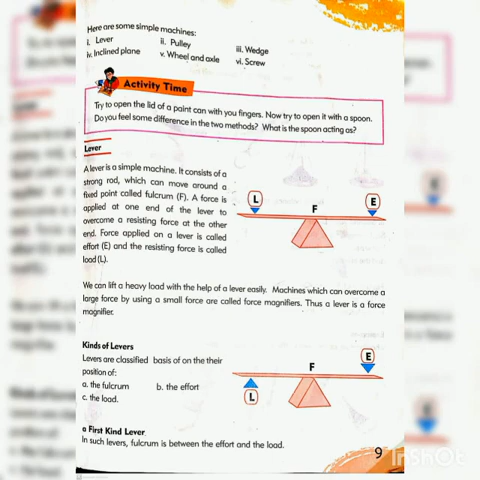 Here are some simple machines:
i. Lever ii. Pulley iii. Wedge
iv. Inclined plane v. Wheel and axle vi. Screw
Activity Time
Try to open the lid of a paint can with you fingers. Now try to open it with a spoon.
Do you feel some difference in the two methods? What is the spoon acting as?
Lever
A lever is a simple machine. It consists of a
strong rod, which can move around a
fixed point called fulcrum (F). A force is
applied at one end of the lever to
overcome a resisting force at the other
end. Force applied on a lever is called
effort (E) and the resisting force is called
load (L).
L F E
We can lift a heavy load with the help of a lever easily. Machines which can overcome a
large force by using a small force are called force magnifiers. Thus a lever is a force
magnifier.
Kinds of Levers
Levers are classified basis of on the their
position of:
a. the fulcrum b. the effort
c. the load.
F E
L
a First Kind Lever
In such levers, fulcrum is between the effort and the load.
9
InShOt